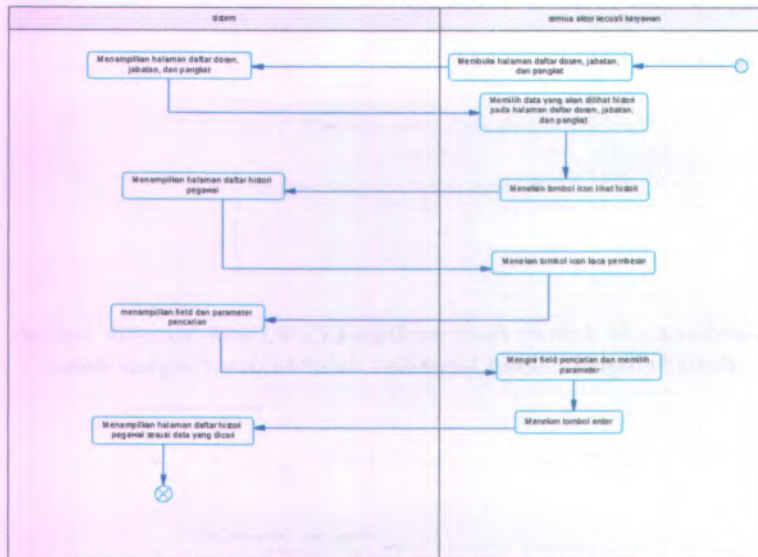 sistem
semua aktor kecuali karyawan
Menampilkan halaman daftar dosen,
jabatan, dan pangkat
Membuka halaman daftar dosen, jabatan,
dan pangkat
Memilih data yang akan dilihat histori
pada halaman daftar dosen, jabatan,
dan pangkat
Menampilkan halaman daftar histori
pegawai
Menekan tombol icon lihat histori
Menekan tombol icon kaca pembesar
menampilkan field dan parameter
pencarian
Mengisi field pencarian dan memilih
parameter
Menampilkan halaman daftar histori
pegawai sesuai data yang dicari
Menekan tombol enter